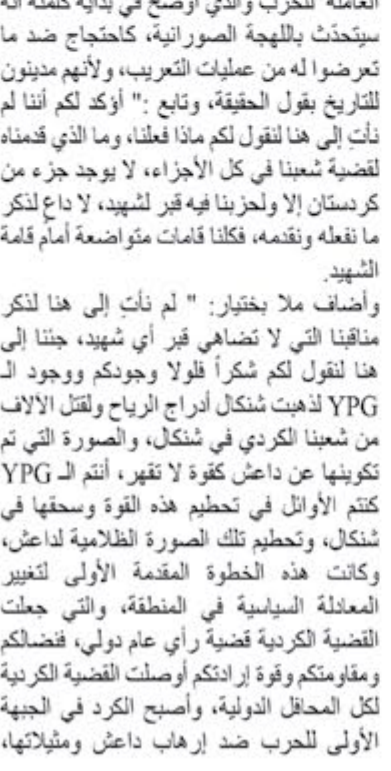 العاملة للحزب والذي أوضح في بداية كلمته أنه
سيتحدّث باللهجة الصورانية، كاحتجاج ضد ما
تعرضوا له من عمليات التعريب، ولأنهم مدينون
للتاريخ بقول الحقيقة، وتابع :" أؤكد لكم أننا لم
نأت إلى هنا لنقول لكم ماذا فعلنا، وما الذي قدمناه
لقضية شعبنا في كل الأجزاء، لا يوجد جزء من
كردستان إلا ولحزبنا فيه قبر لشهيد، لا داع لذكر
ما نفعله ونقدمه، فكلنا قامات متواضعة أمام قامة
الشهيد.
وأضاف ملا بختيار: " لم نأتِ إلى هنا لذكر
مناقبنا التي لا تضاهي قبر أي شهيد، جئنا إلى
هنا لنقول لكم شكراً فلولا وجودكم ووجود الـ
YPG لذهبت شنكال أدراج الرياح ولقتل الآلاف
من شعبنا الكردي في شنكال، والصورة التي تم
تكوينها عن داعش كقوة لا تقهر، أنتم الـ YPG
كنتم الأوائل في تحطيم هذه القوة وسحقها في
شنكال، وتحطيم تلك الصورة الظلامية لداعش،
وكانت هذه الخطوة المقدمة الأولى لتغيير
المعادلة السياسية في المنطقة، والتي جعلت
القضية الكردية قضية رأي عام دولي، فنضالكم
ومقاومتكم وقوة إرادتكم أوصلت القضية الكردية
لكل المحافل الدولية، وأصبح الكرد في الجبهة
الأولى للحرب ضد إرهاب داعش ومثيلاتها،